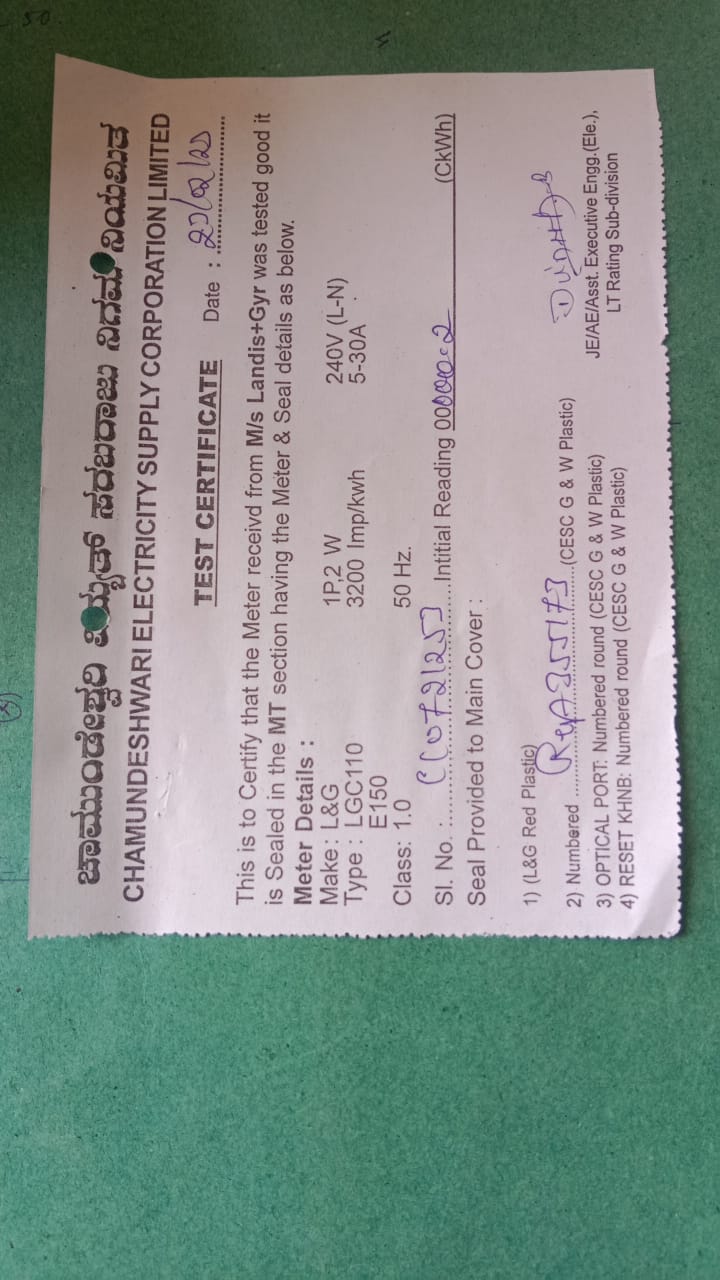 ಚಾಮುಂಡೇಶ್ವರಿ ವಿದ್ಯುತ್ ಸರಬರಾಜು ನಿಗಮ ನಿಯಮಿತ
CHAMUNDESHWARI ELECTRICITY SUPPLY CORPORATION LIMITED
TEST CERTIFICATE Date :
This is to Certify that the Meter receivd from M/s Landis+Gyr was tested good it
is Sealed in the MT section having the Meter & Seal details as below.
Meter Details :
Make: L&G 1P,2 W 240V (L-N)
Type : LGC110 3200 Imp/kwh 5-30A
E150
Class: 1.0 50 Hz.
Sl. No. : Intitial Reading 00000.2 (CkWh)
Seal Provided to Main Cover :
1) (L&G Red Plastic)
2) Numbered (CESC G & W Plastic)
3) OPTICAL PORT: Numbered round (CESC G & W Plastic)
4) RESET KHNB: Numbered round (CESC G & W Plastic)
JE/AE/Asst. Executive Engg.(Ele.),
LT Rating Sub-division
50